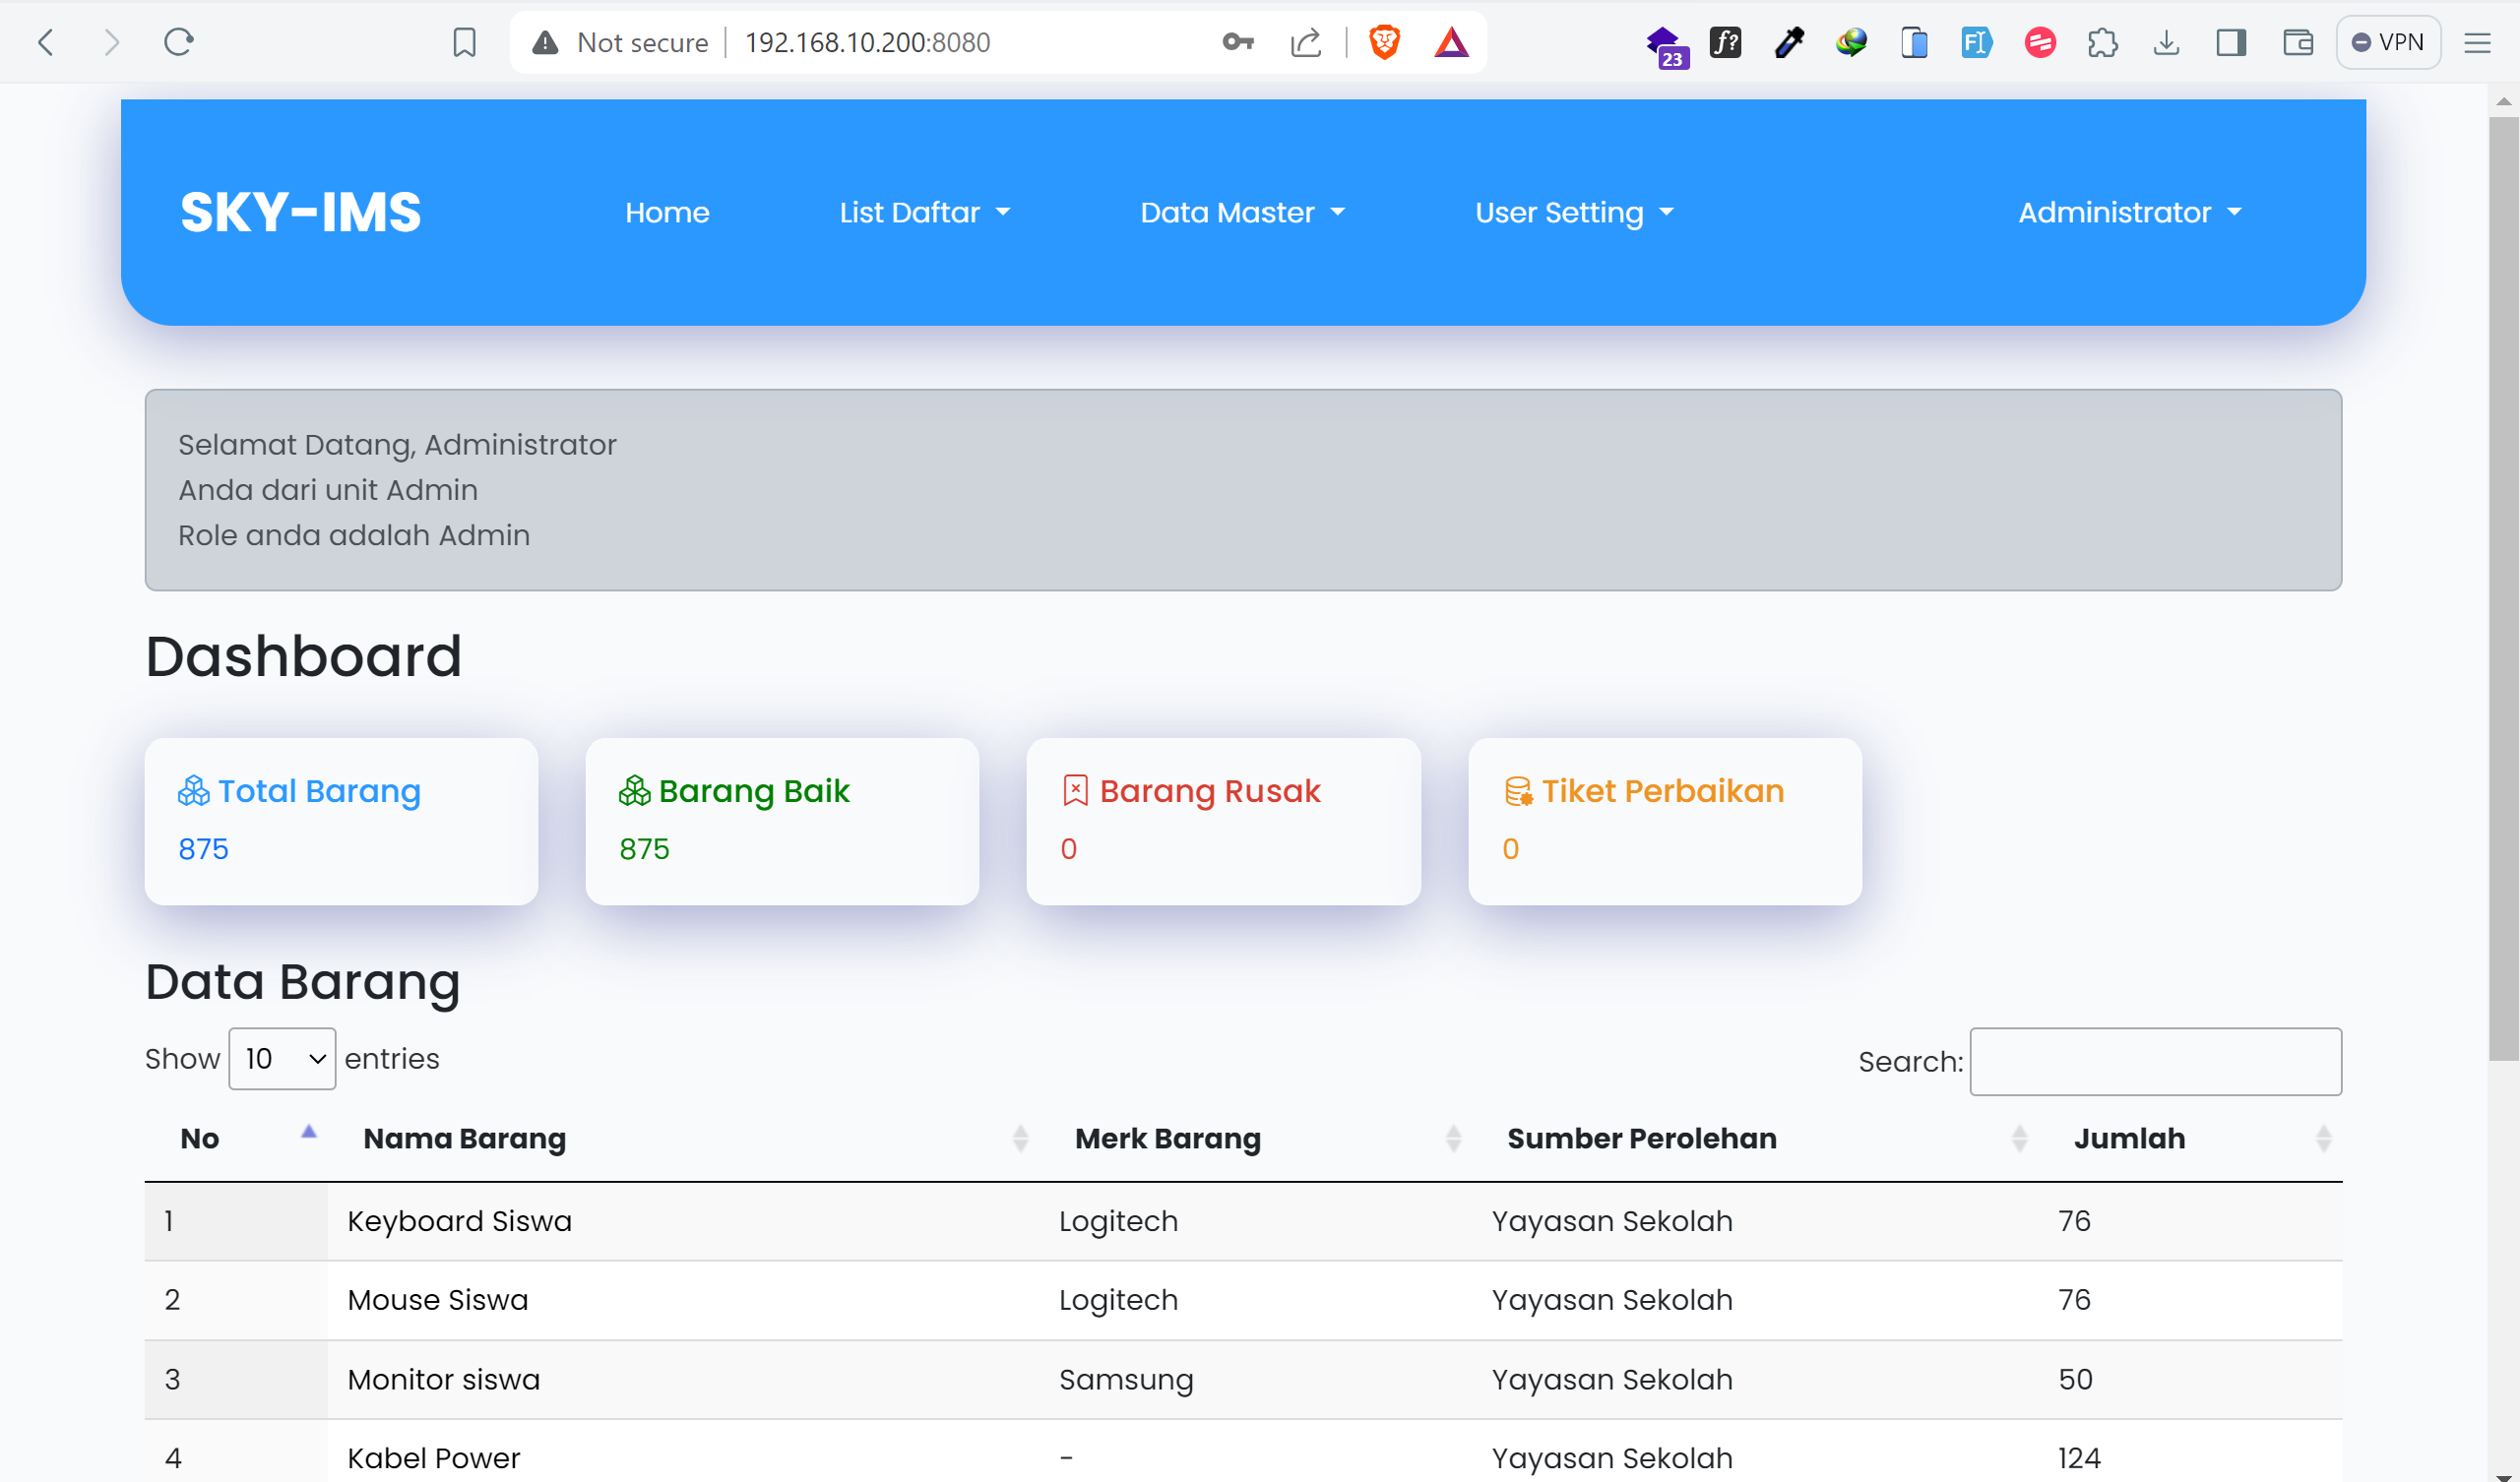 Not secure 192.168.10.200:8080 23 f? VPN
SKY-IMS Home List Daftar Data Master User Setting Administrator
Selamat Datang, Administrator
Anda dari unit Admin
Role anda adalah Admin
Dashboard
Total Barang Barang Baik Barang Rusak Tiket Perbaikan
875 875 0 0
Data Barang
Show 10 entries Search:
No Nama Barang Merk Barang Sumber Perolehan Jumlah
1 Keyboard Siswa Logitech Yayasan Sekolah 76
2 Mouse Siswa Logitech Yayasan Sekolah 76
3 Monitor siswa Samsung Yayasan Sekolah 50
4 Kabel Power - Yayasan Sekolah 124